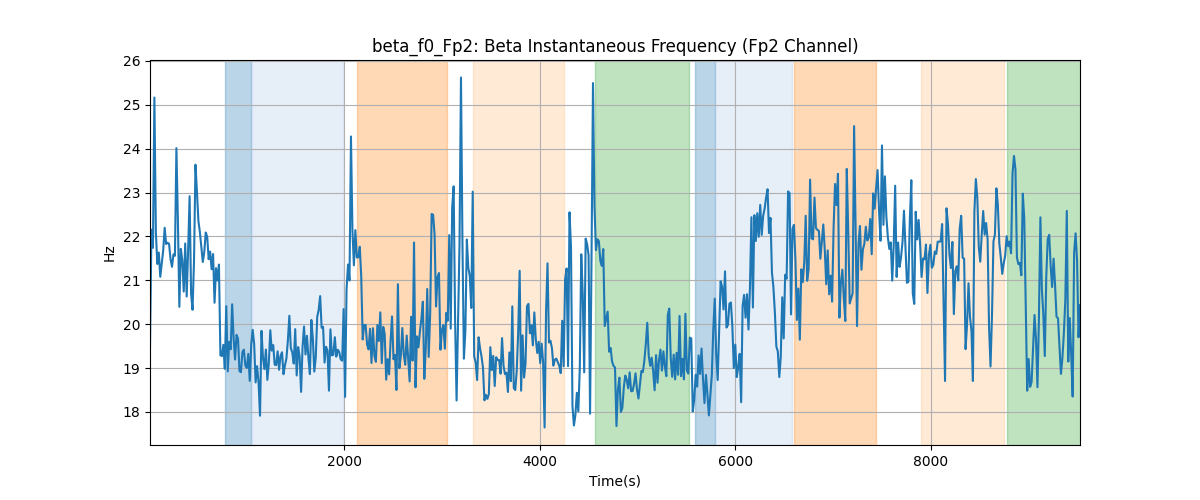 beta_f0_Fp2: Beta Instantaneous Frequency (Fp2 Channel)
26
25
24
23
22
21
20
19
18
Hz
2000 4000 6000 8000
Time(s)